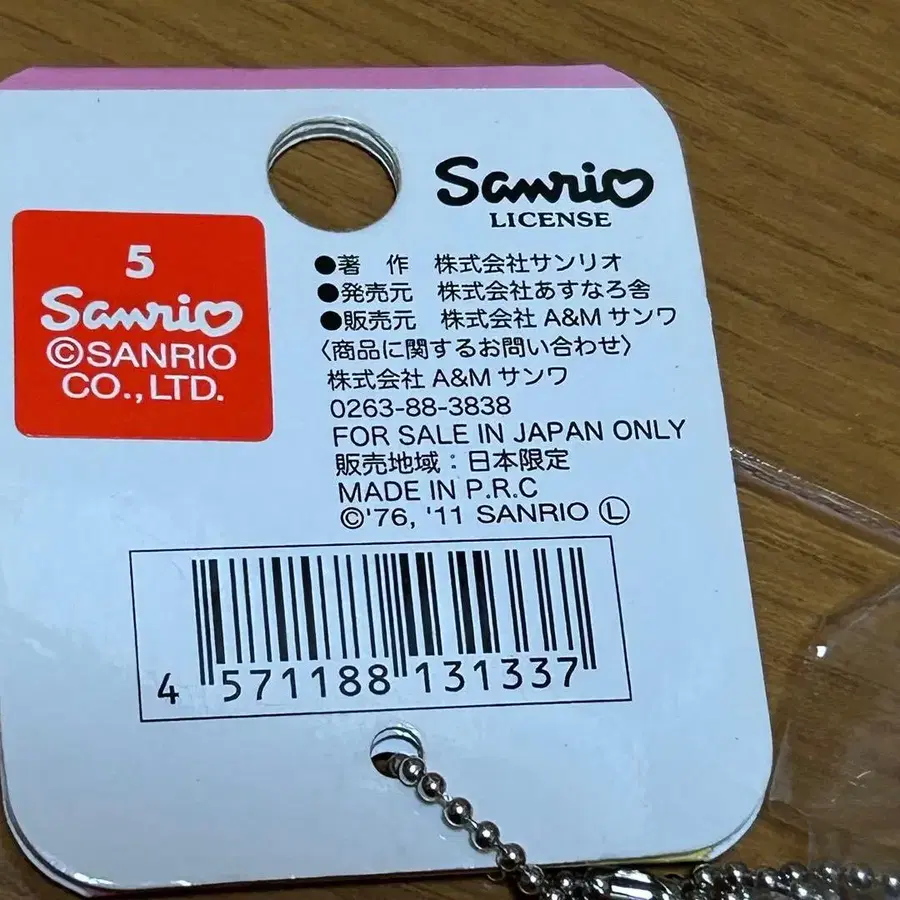 Sanrio
LICENSE
5
Sanrio
©SANRIO
CO.,LTD.
●著 作 株式会社サンリオ
●発売元 株式会社あすなろ舎
●販売元 株式会社 A&M サンワ
〈商品に関するお問い合わせ〉
株式会社 A&M サンワ
0263-88-3838
FOR SALE IN JAPAN ONLY
販売地域：日本限定
MADE IN P.R.C
©'76, '11 SANRIO Ⓛ
4 571188 131337